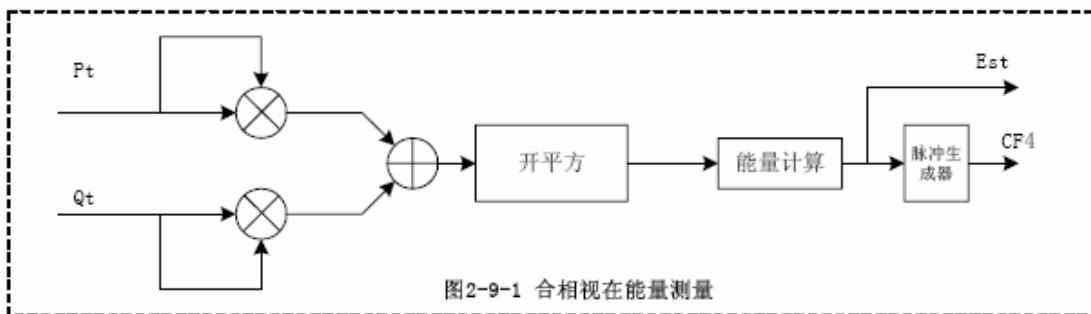 Pt
Qt
开平方
能量计算
脉冲生
成器
Est
CF4
图2-9-1 合相视在能量测量